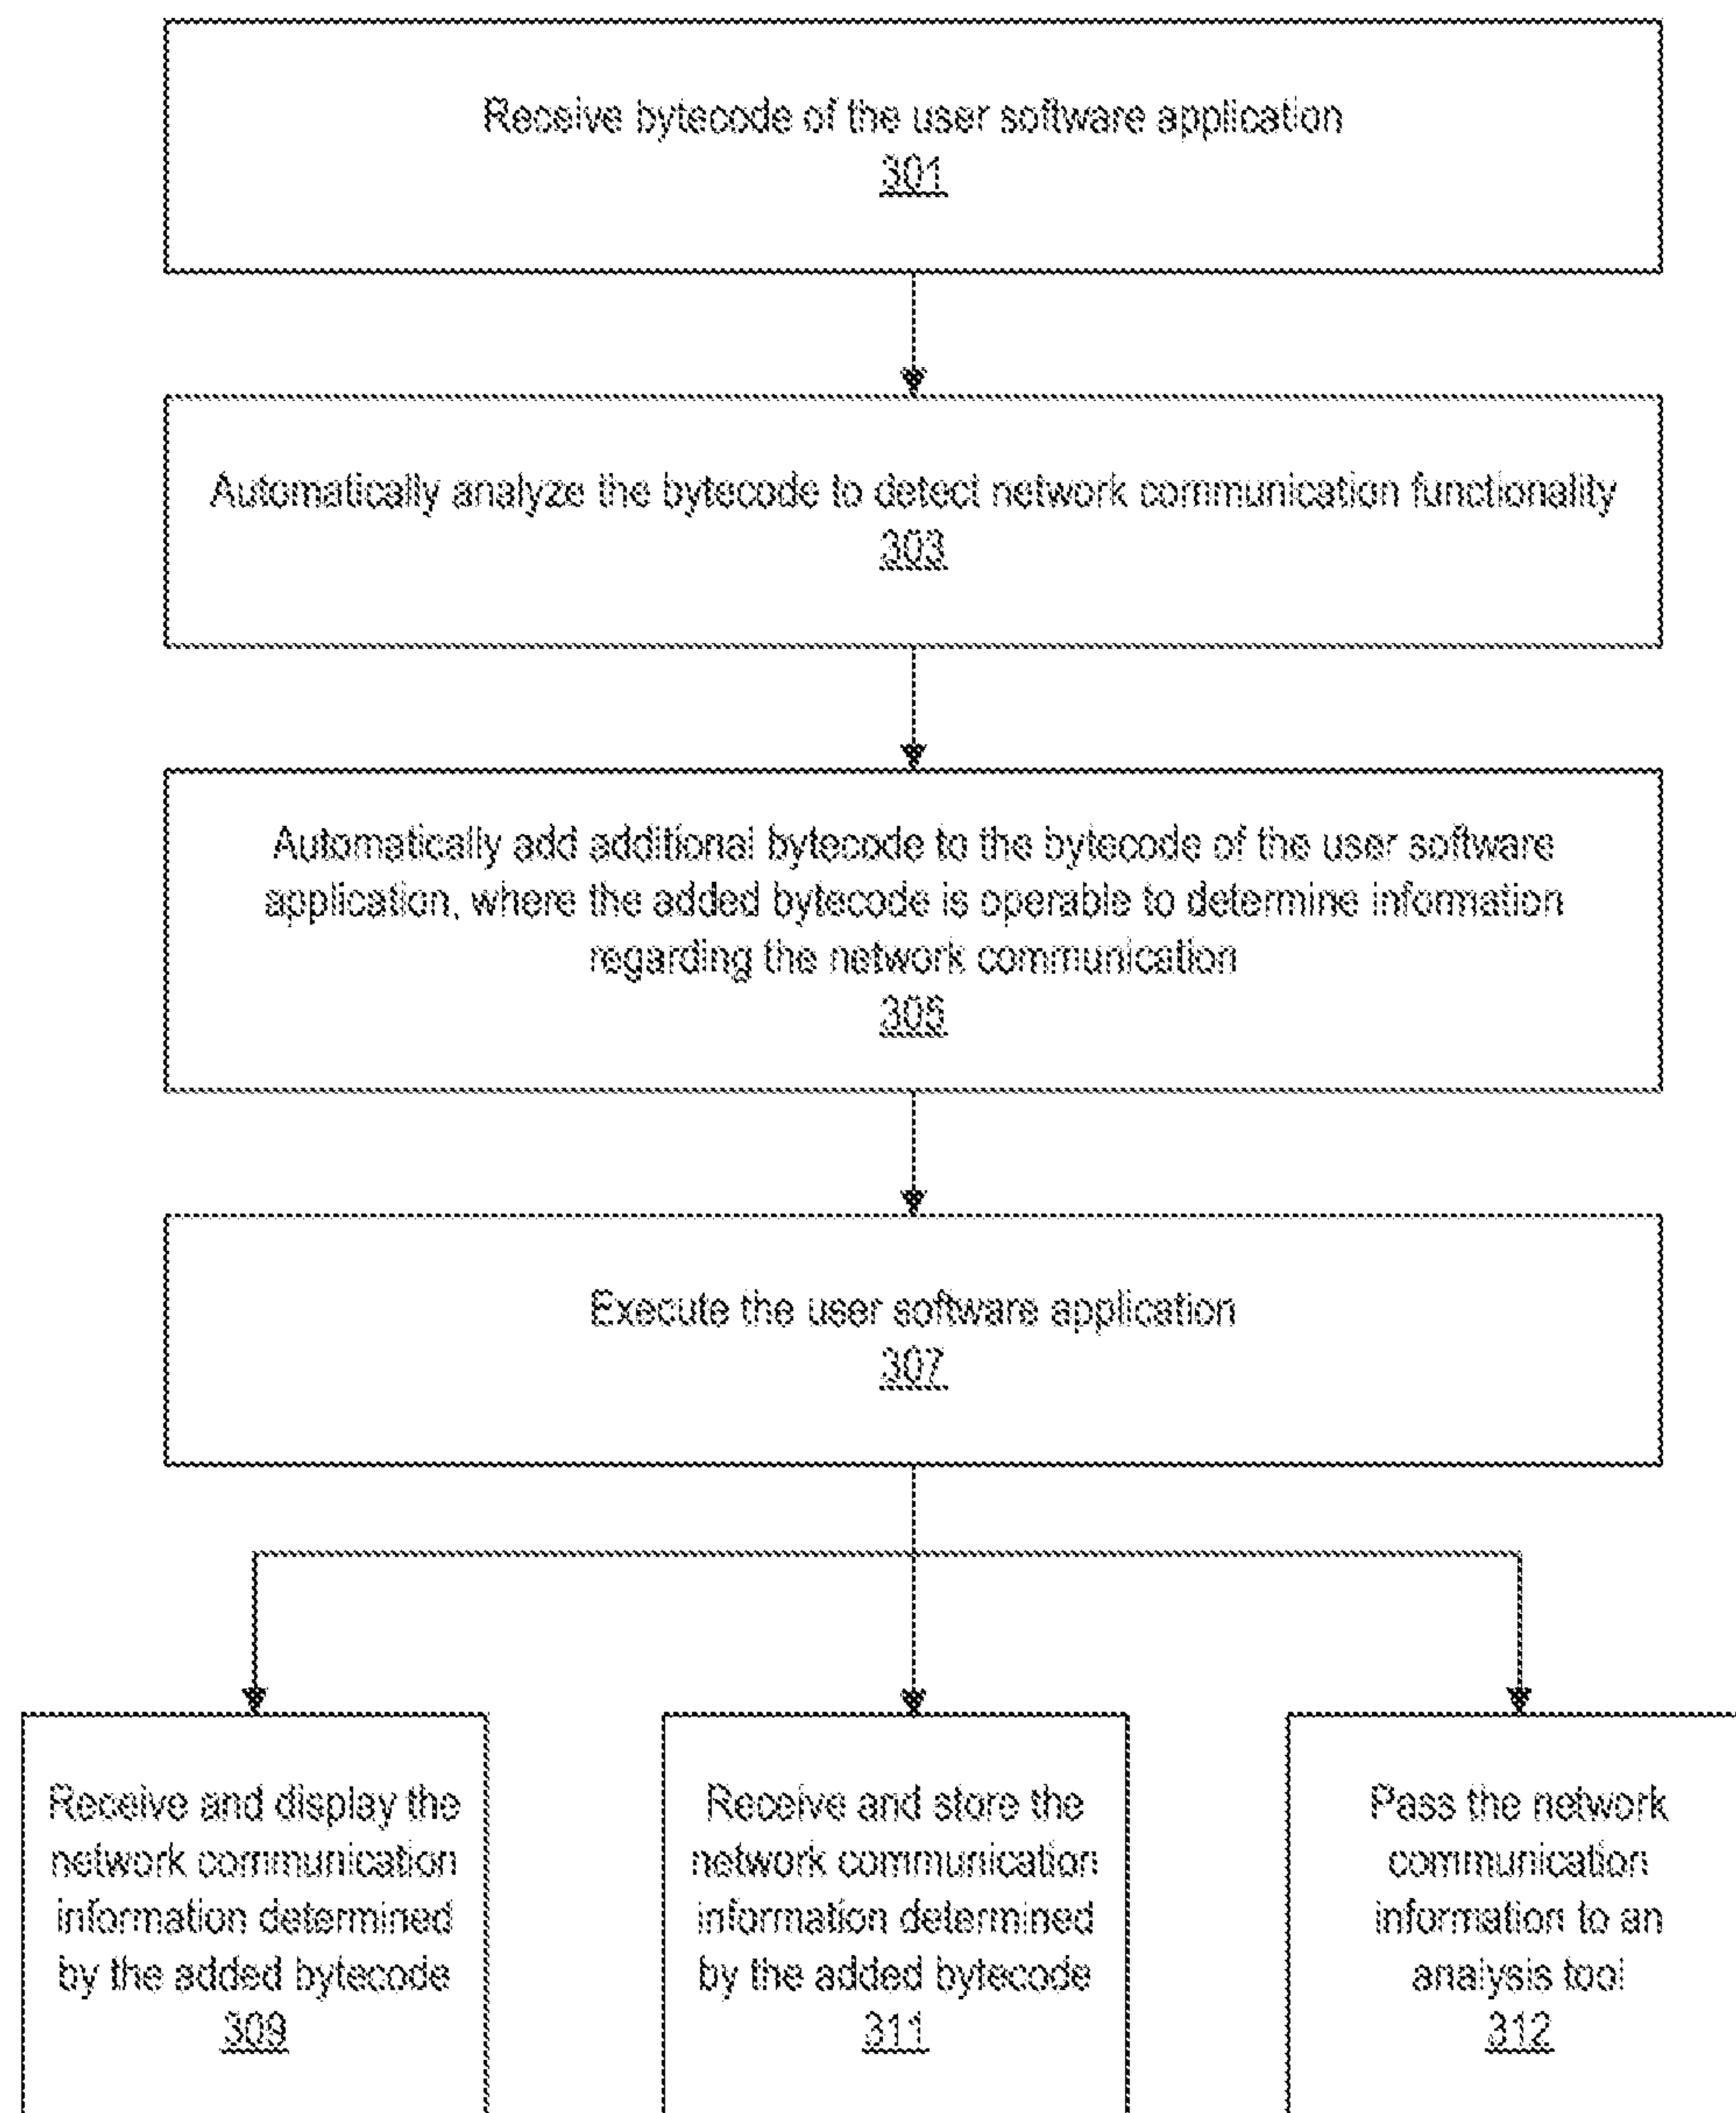 Receive bytecode of the user software application
301
Automatically analyze the bytecode to detect network communication functionality
303
Automatically add additional bytecode to the bytecode of the user software
application, where the added bytecode is operable to determine information
regarding the network communication
305
Execute the user software application
307
Receive and display the
network communication
information determined
by the added bytecode
309
Receive and store the
network communication
information determined
by the added bytecode
311
Pass the network
communication
information to an
analysis tool
312